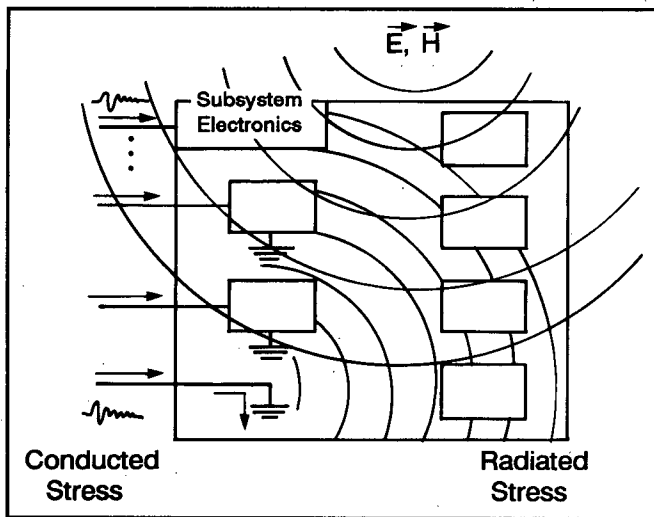 E, H
Subsystem
Electronics
Conducted
Stress
Radiated
Stress